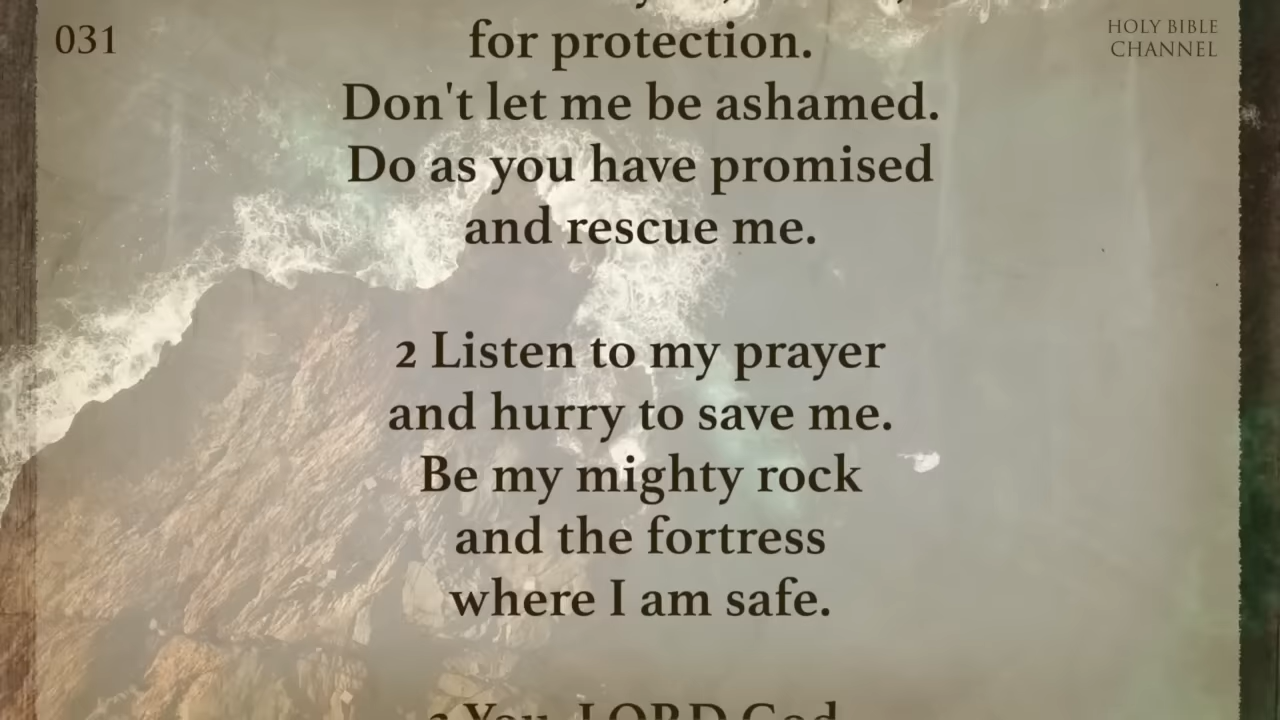 031
HOLY BIBLE
CHANNEL
for protection.
Don't let me be ashamed.
Do as you have promised
and rescue me.
2 Listen to my prayer
and hurry to save me.
Be my mighty rock
and the fortress
where I am safe.
You, LORD God